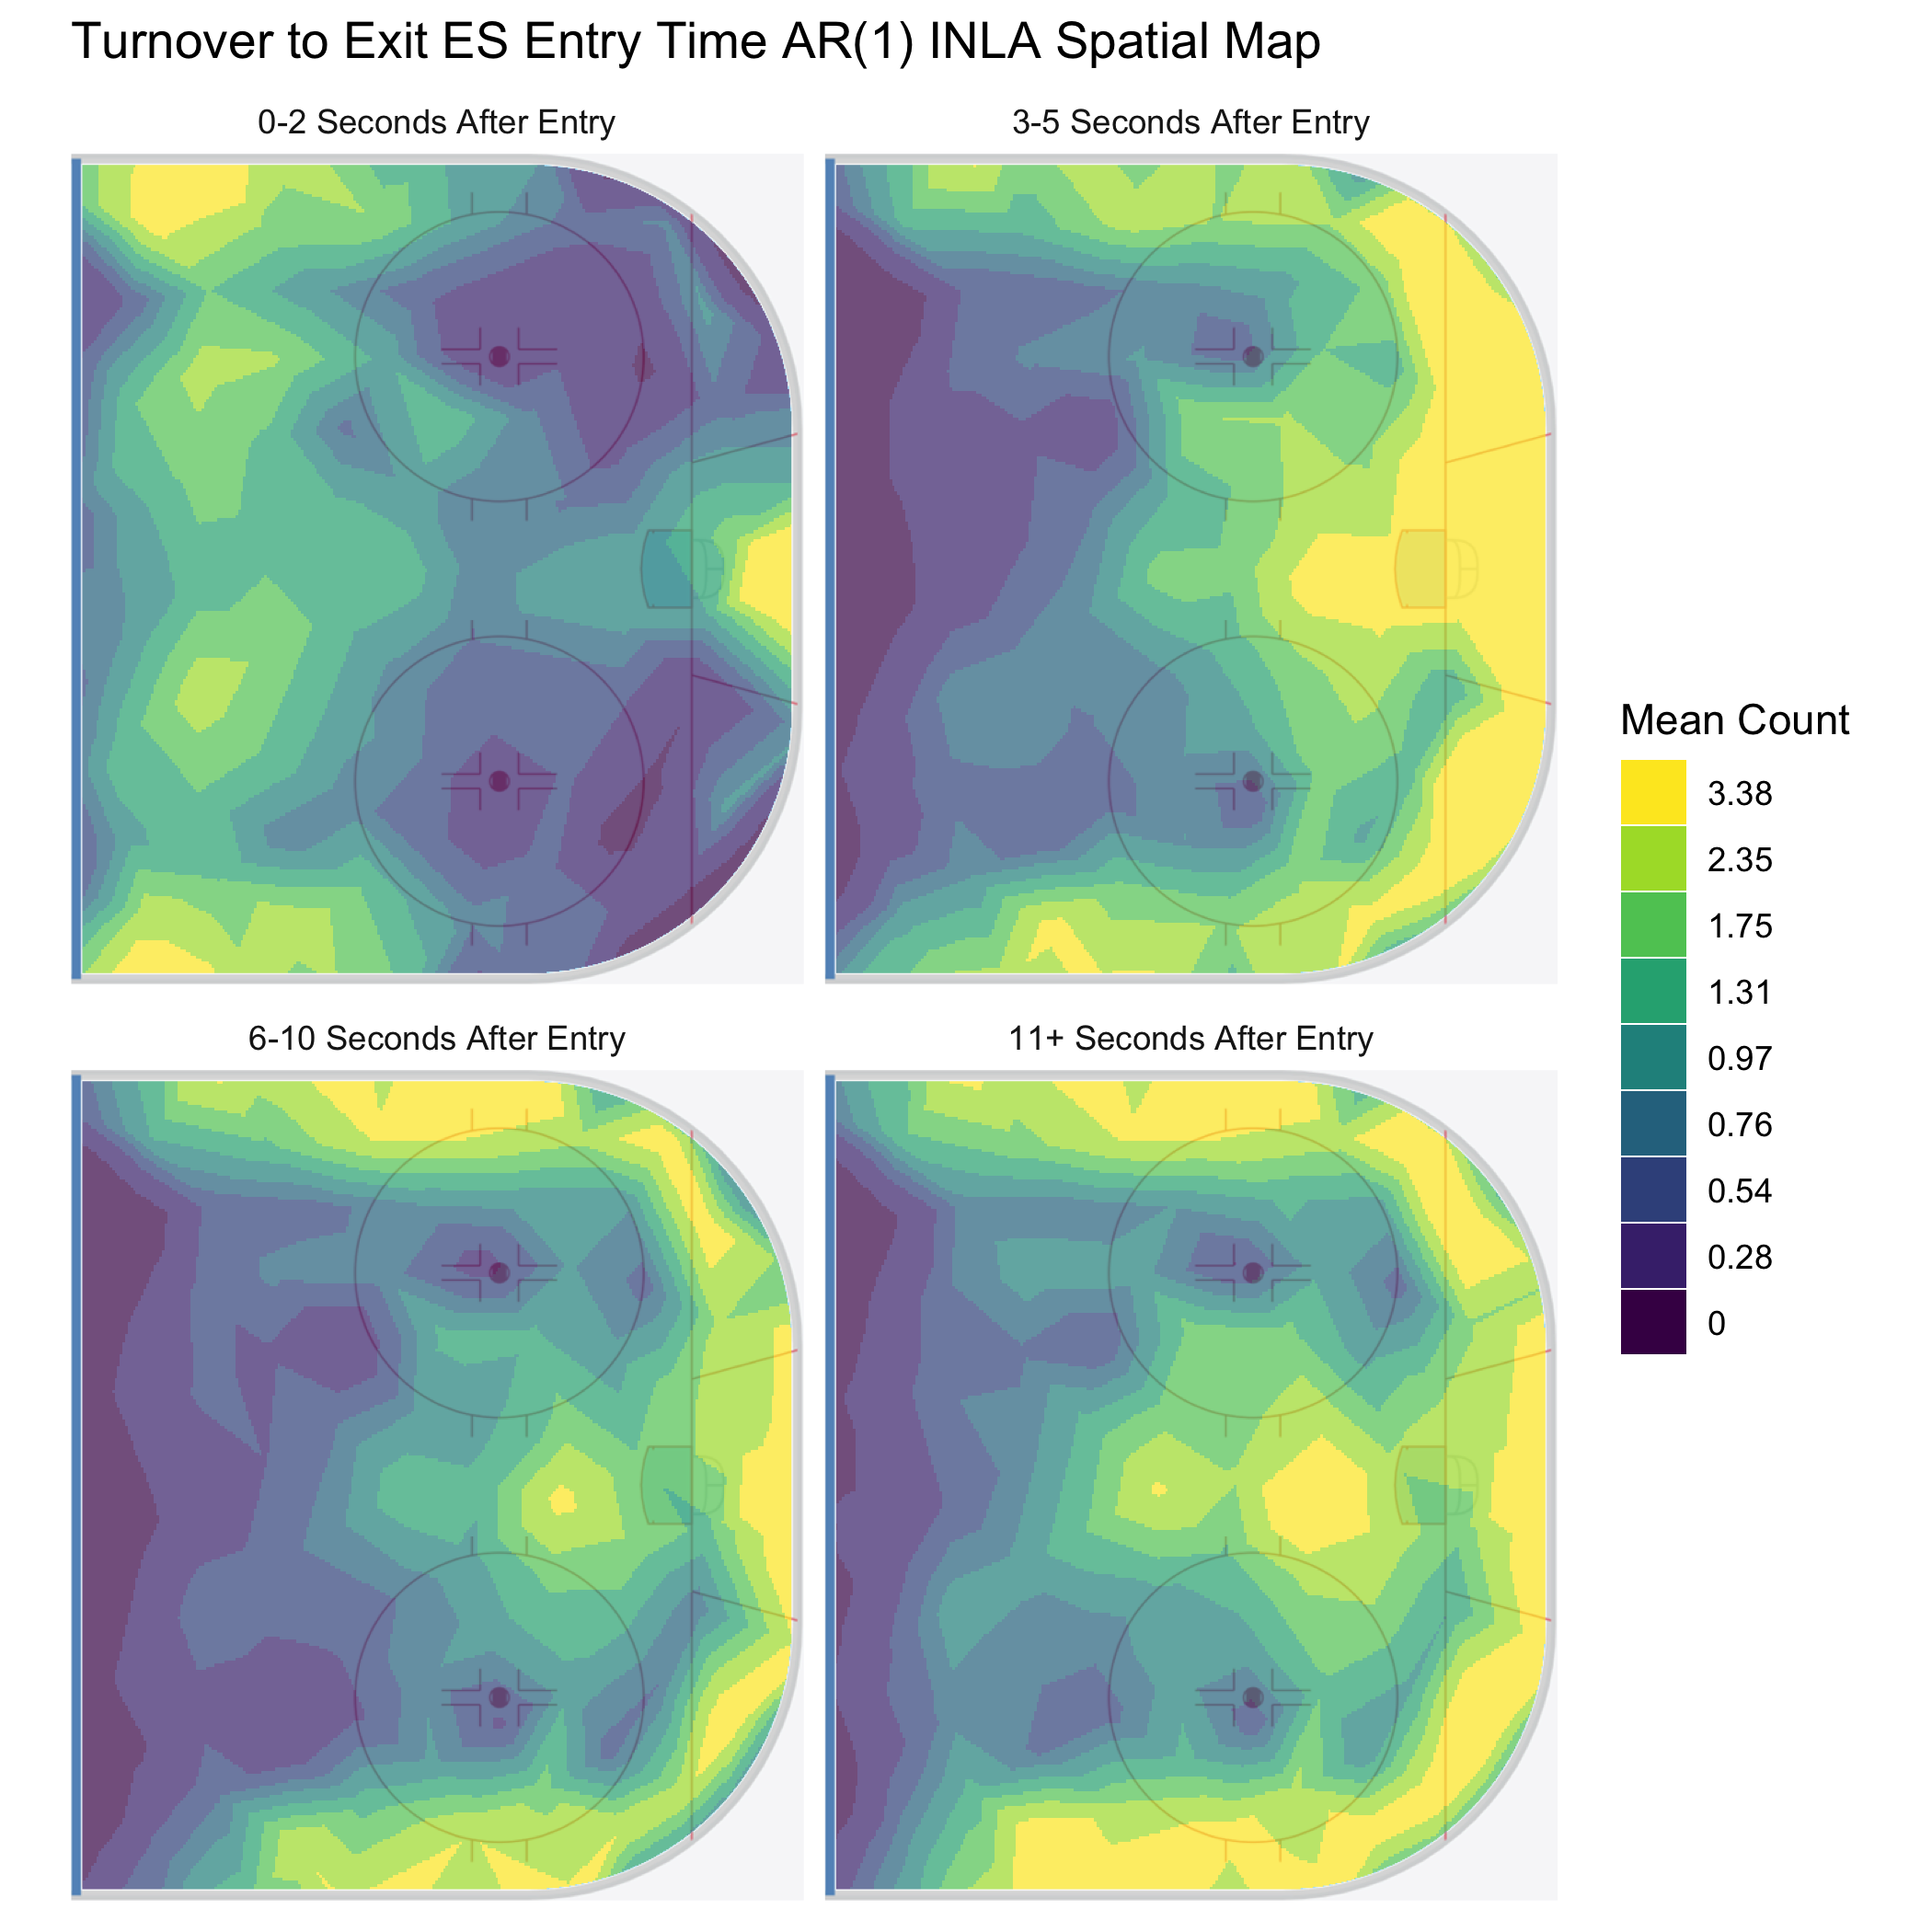 Turnover to Exit ES Entry Time AR(1) INLA Spatial Map
0-2 Seconds After Entry
3-5 Seconds After Entry
6-10 Seconds After Entry
11+ Seconds After Entry
Mean Count
3.38
2.35
1.75
1.31
0.97
0.76
0.54
0.28
0